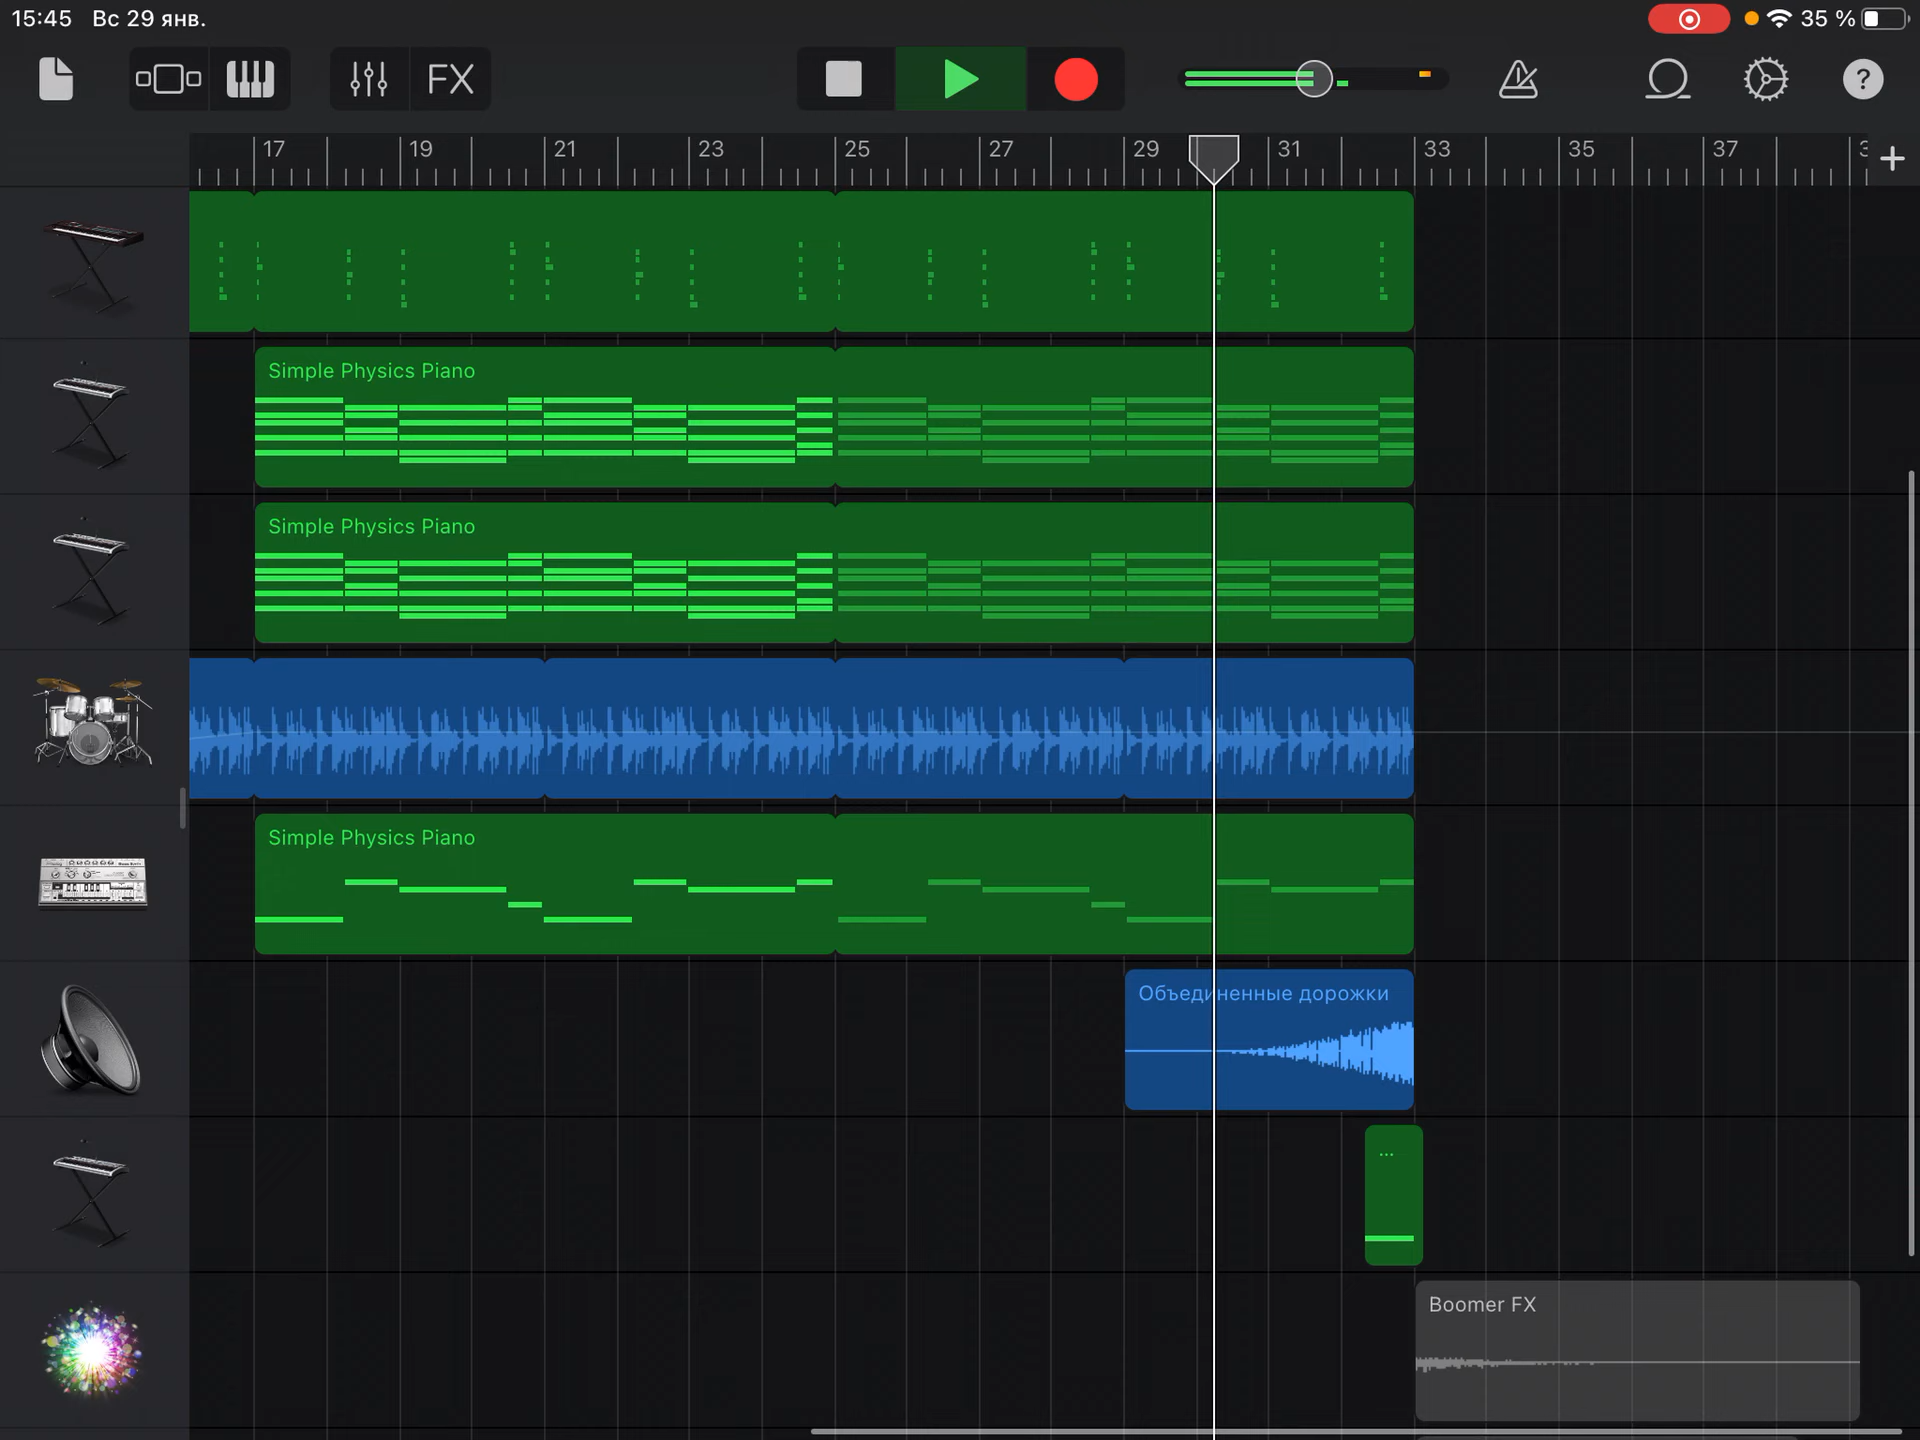 15:45 Вс 29 янв. 35 %
FX
?
17 19 21 23 25 27 29 31 33 35 37
Simple Physics Piano
Simple Physics Piano
Simple Physics Piano
Объединенные дорожки
...
Boomer FX